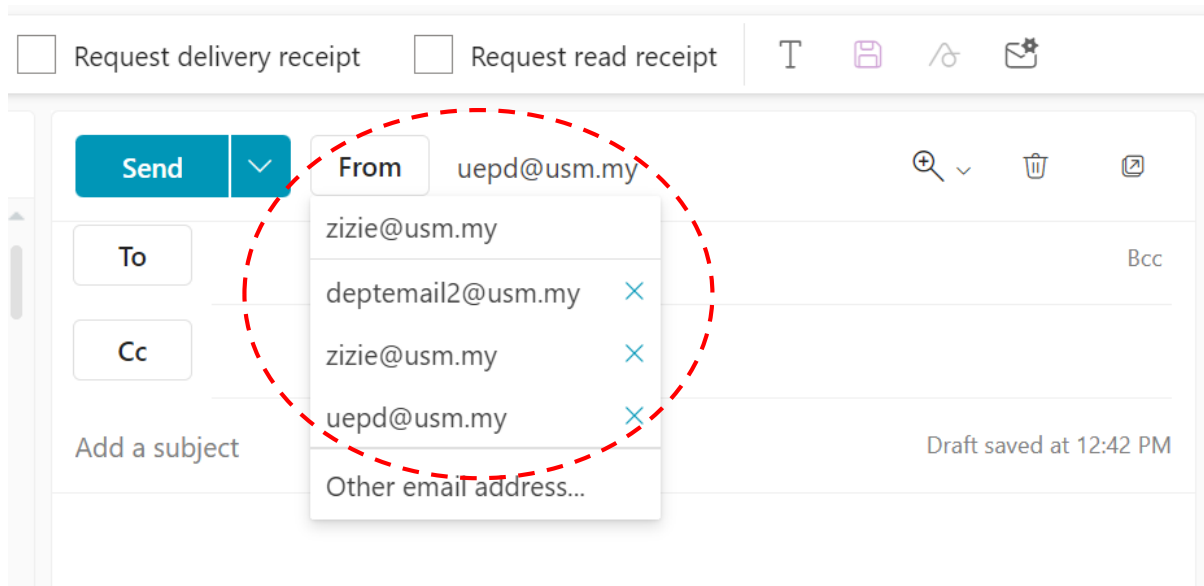 Request delivery receipt Request read receipt
Send From uepd@usm.my
zizie@usm.my
To Bcc
deptemail2@usm.my
Cc zizie@usm.my
uepd@usm.my
Add a subject Draft saved at 12:42 PM
Other email address...